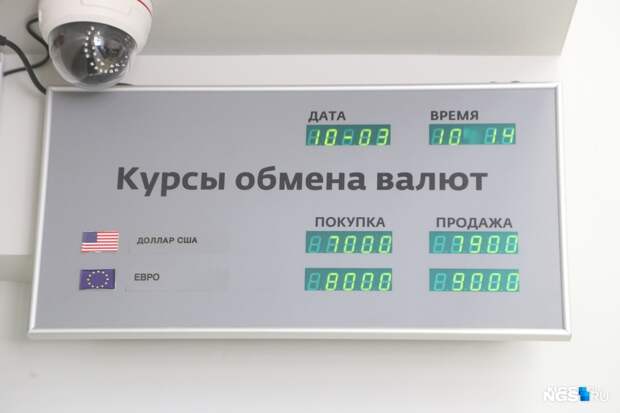 ДАТА ВРЕМЯ
10-03 10 14
Курсы обмена валют
ПОКУПКА ПРОДАЖА
ДОЛЛАР США 7000 7900
ЕВРО 8000 9000
NGS.RU